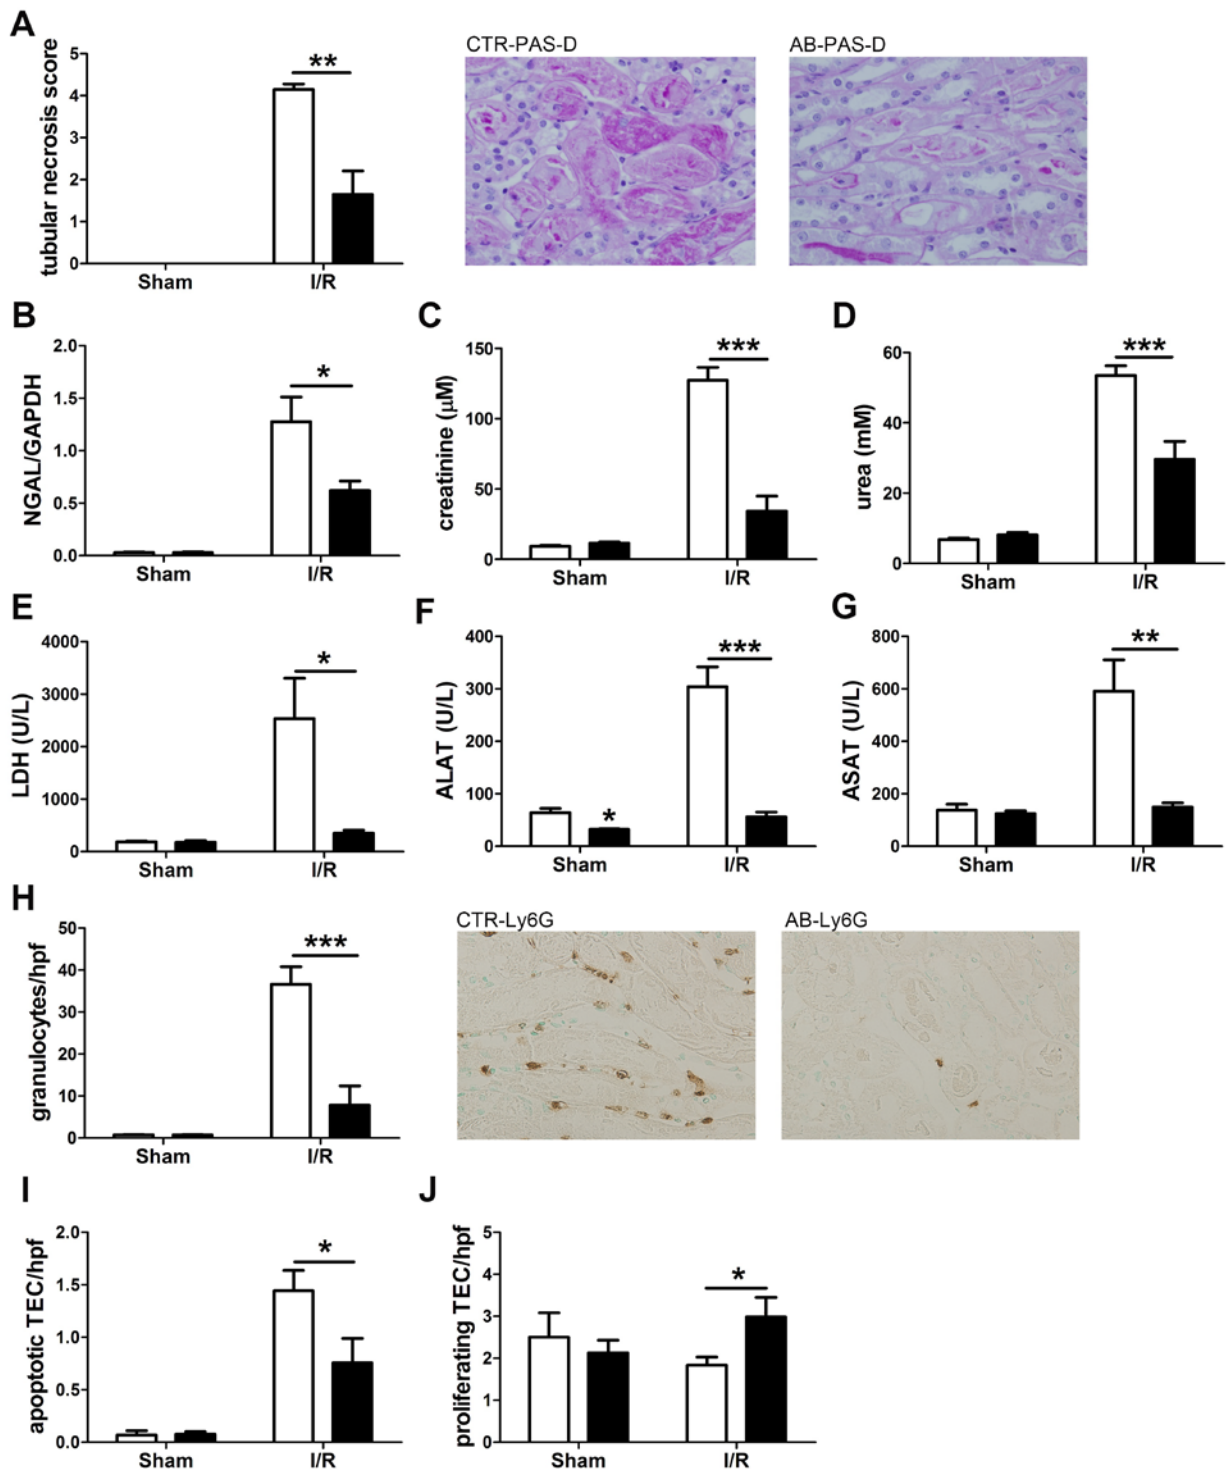 A
tubular necrosis score
5
4
3
2
1
0
**
Sham
I/R
CTR-PAS-D
AB-PAS-D
B
NGAL/GAPDH
2.0
1.5
1.0
0.5
0.0
*
Sham
I/R
C
creatinine (µM)
150
100
50
0
***
Sham
I/R
D
urea (mM)
60
40
20
0
***
Sham
I/R
E
LDH (U/L)
4000
3000
2000
1000
0
*
Sham
I/R
F
ALAT (U/L)
400
300
200
100
0
*
***
Sham
I/R
G
ASAT (U/L)
800
600
400
200
0
**
Sham
I/R
H
granulocytes/hpf
50
40
30
20
10
0
***
Sham
I/R
CTR-Ly6G
AB-Ly6G
I
apoptotic TEC/hpf
2.0
1.5
1.0
0.5
0.0
*
Sham
I/R
J
proliferating TEC/hpf
5
4
3
2
1
0
*
Sham
I/R